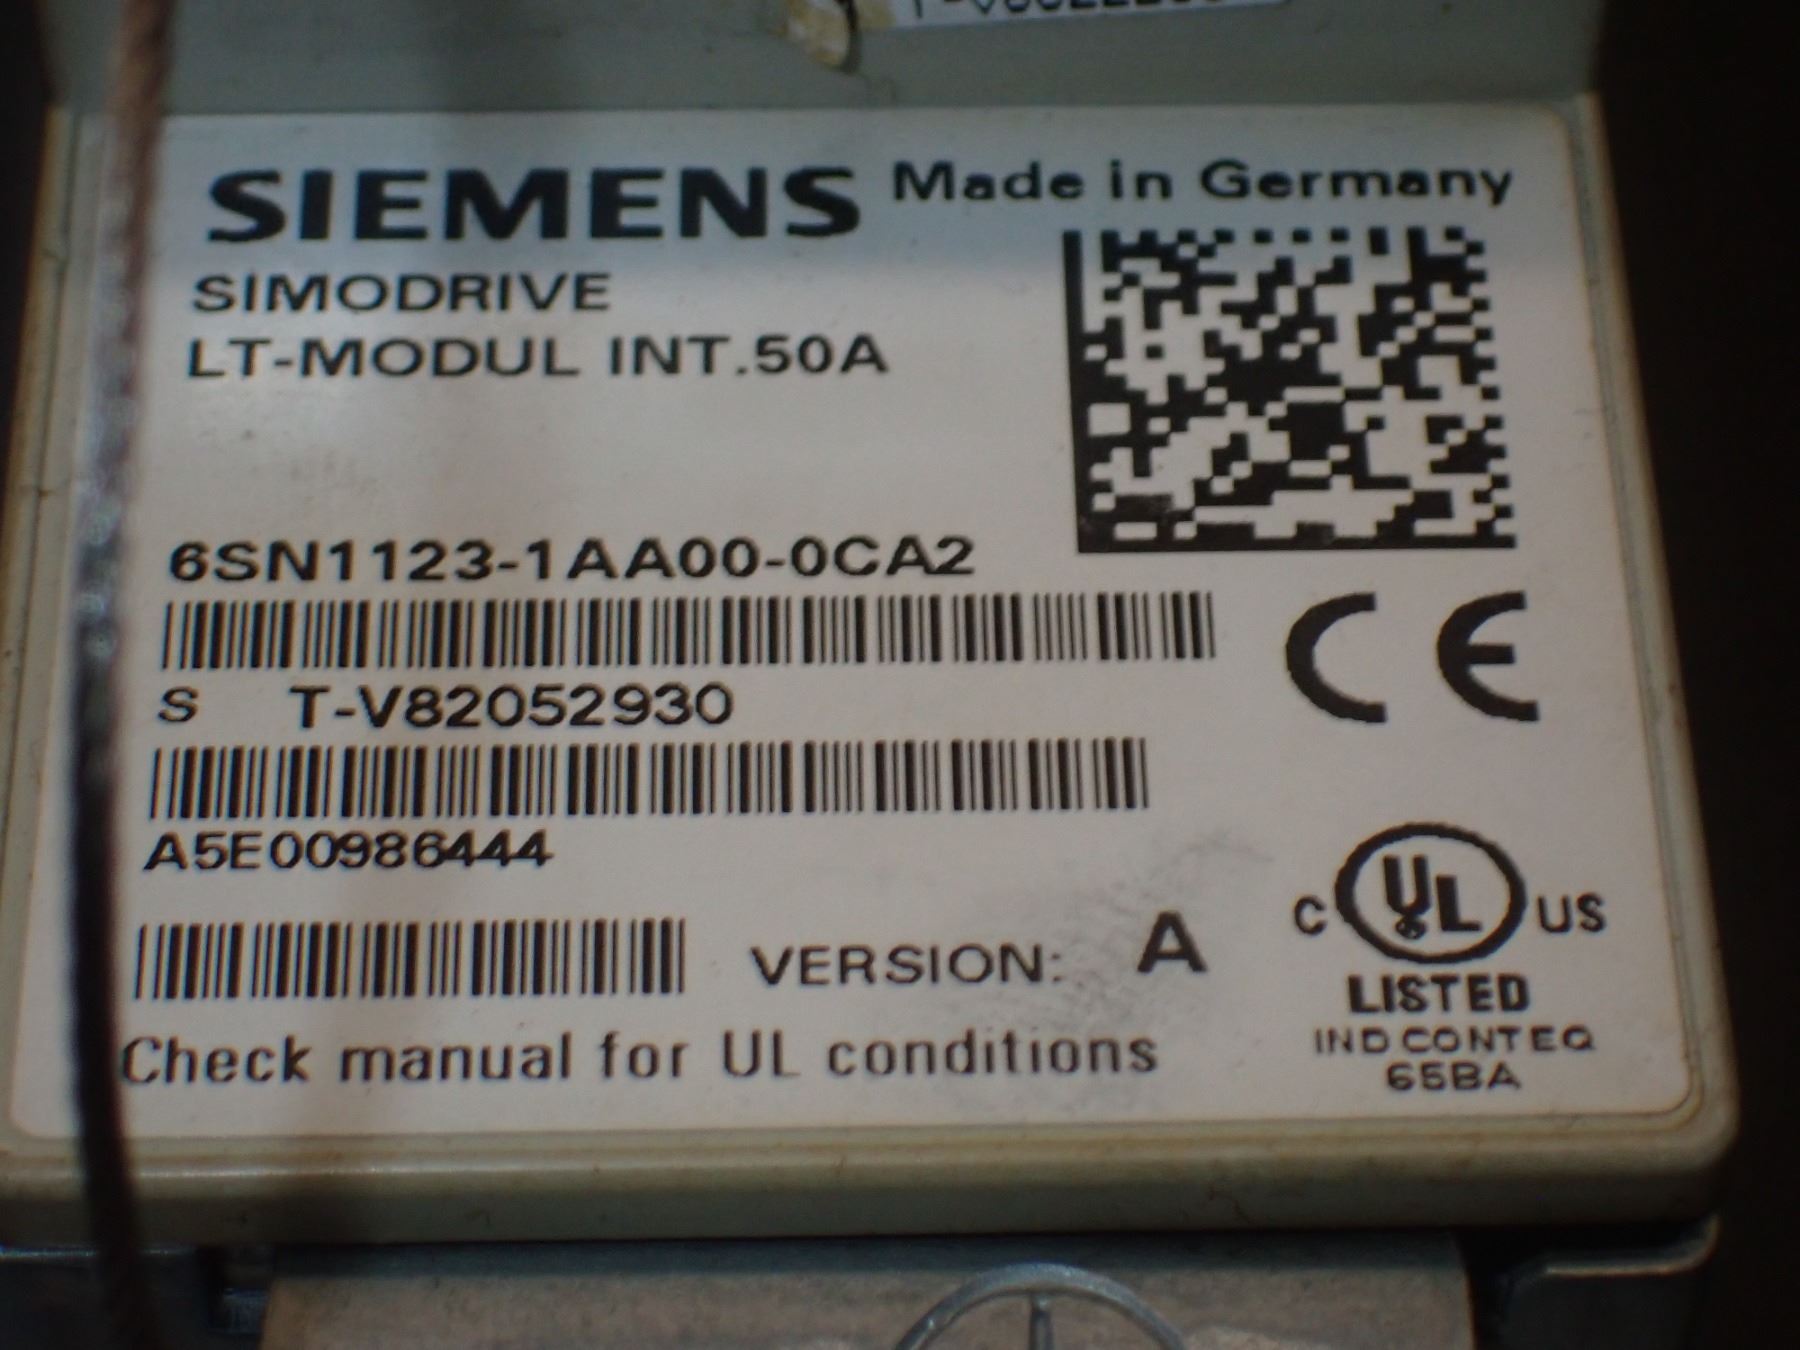 SIEMENS Made in Germany
SIMODRIVE
LT-MODUL INT.50A
6SN1123-1AA00-0CA2
S T-V82052930
A5E00986444
VERSION: A
Check manual for UL conditions
CE
C UL US
LISTED
IND CONT EQ
65BA